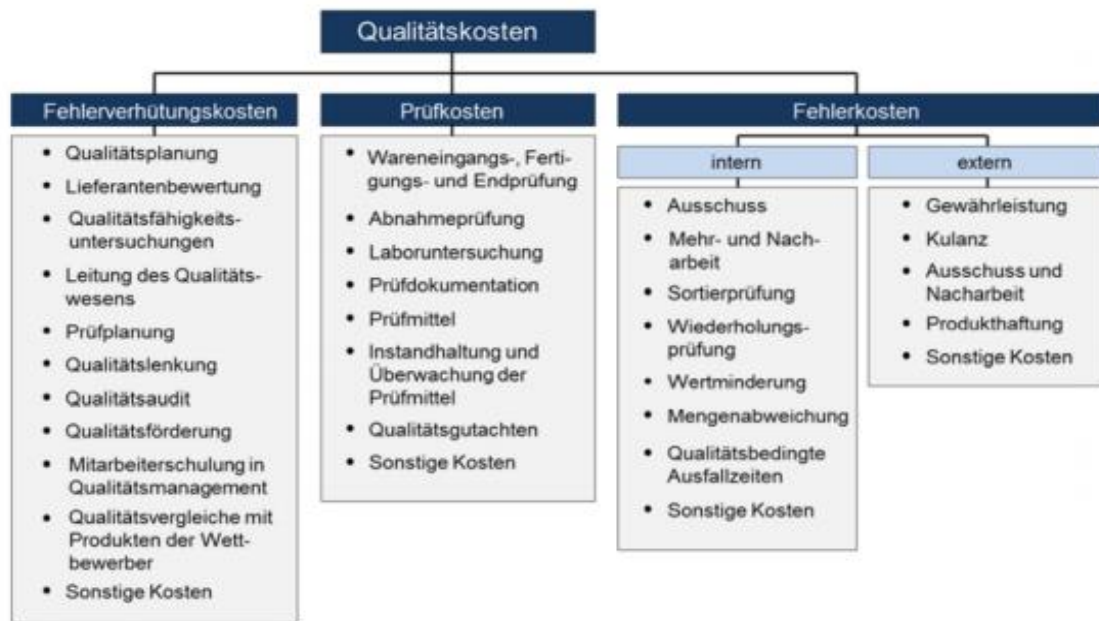 Qualitätskosten
Fehlerverhütungskosten
• Qualitätsplanung
• Lieferantenbewertung
• Qualitätsfähigkeits-
untersuchungen
• Leitung des Qualitäts-
wesens
• Prüfplanung
• Qualitätslenkung
• Qualitätsaudit
• Qualitätsförderung
• Mitarbeiterschulung in
Qualitätsmanagement
• Qualitätsvergleiche mit
Produkten der Wett-
bewerber
• Sonstige Kosten
Prüfkosten
• Wareneingangs-, Ferti-
gungs- und Endprüfung
• Abnahmeprüfung
• Laboruntersuchung
• Prüfdokumentation
• Prüfmittel
• Instandhaltung und
Überwachung der
Prüfmittel
• Qualitätsgutachten
• Sonstige Kosten
Fehlerkosten
intern
• Ausschuss
• Mehr- und Nach-
arbeit
• Sortierprüfung
• Wiederholungs-
prüfung
• Wertminderung
• Mengenabweichung
• Qualitätsbedingte
Ausfallzeiten
• Sonstige Kosten
extern
• Gewährleistung
• Kulanz
• Ausschuss und
Nacharbeit
• Produkthaftung
• Sonstige Kosten